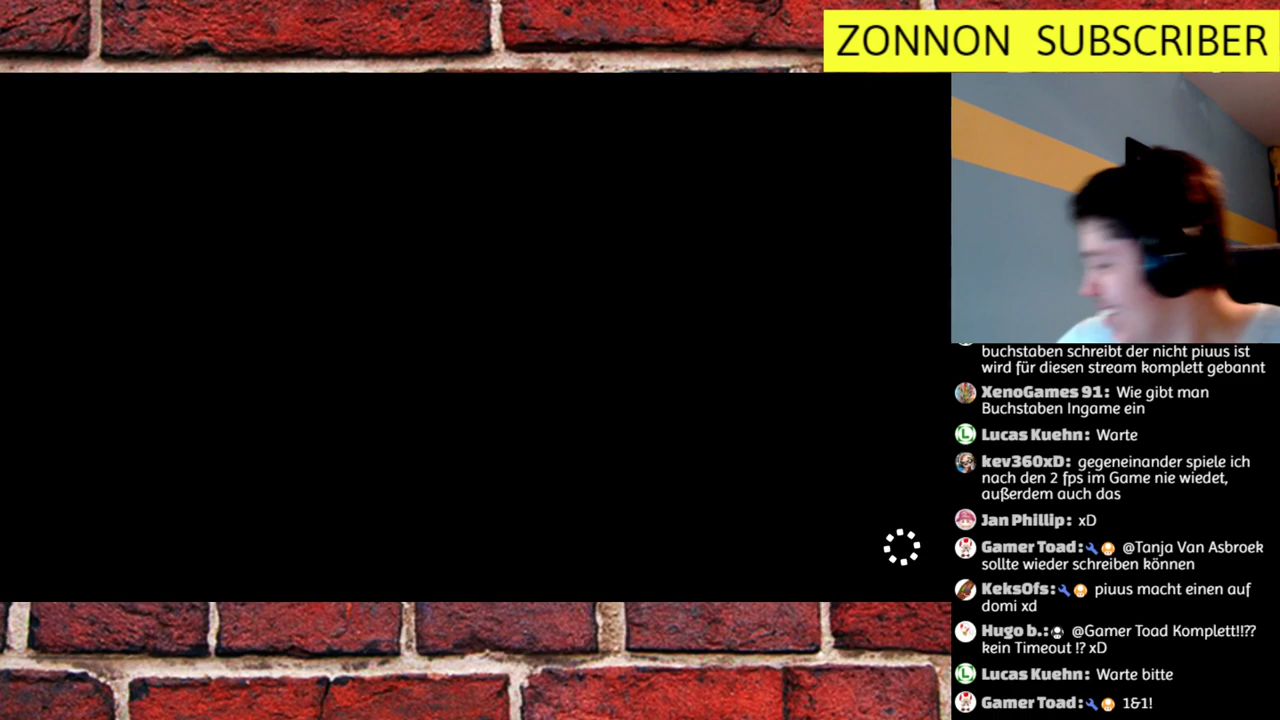 ZONNON SUBSCRIBER
buchstaben schreibt der nicht piuus ist
wird für diesen stream komplett gebannt
XenoGames 91: Wie gibt man
Buchstaben Ingame ein
Lucas Kuehn: Warte
kev360xD: gegeneinander spiele ich
nach den 2 fps im Game nie wiedet,
außerdem auch das
Jan Phillip: xD
Gamer Toad: @Tanja Van Asbroek
sollte wieder schreiben können
KeksOfs: piuus macht einen auf
domi xd
Hugo b.: @Gamer Toad Komplett!!??
kein Timeout !? xD
Lucas Kuehn: Warte bitte
Gamer Toad: 1&1!